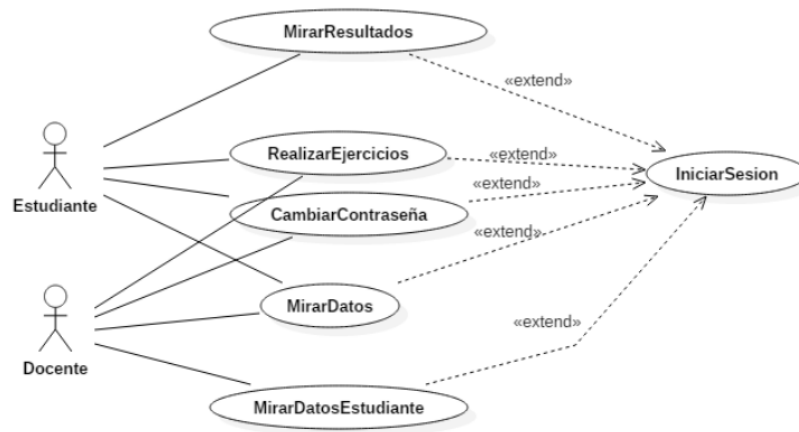 MirarResultados
«extend»
Estudiante
RealizarEjercicios
«extend»
IniciarSesion
CambiarContraseña
«extend»
«extend»
MirarDatos
«extend»
Docente
MirarDatosEstudiante